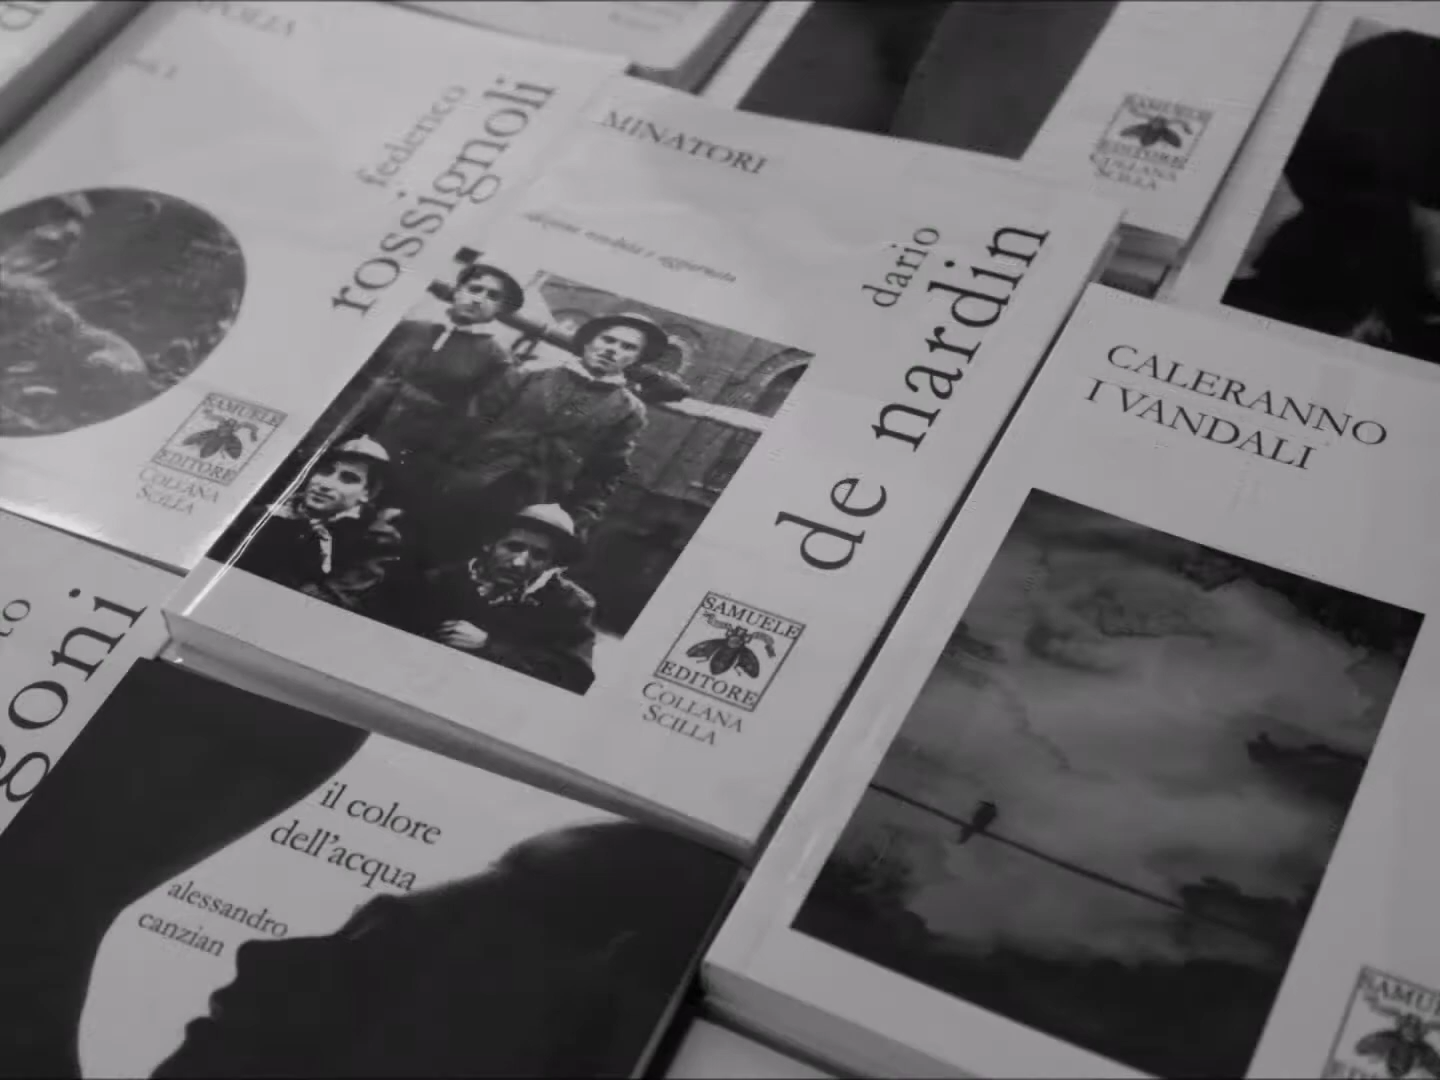 federico
rossignoli
SAMUELE
EDITORE
COLLANA
SCILLA
MINATORI
dario
de nardin
SAMUELE
EDITORE
COLLANA
SCILLA
SAMUELE
EDITORE
COLLANA
SCILLA
CALERANNO
I VANDALI
goni
il colore
dell'acqua
alessandro
canzian
SAMU